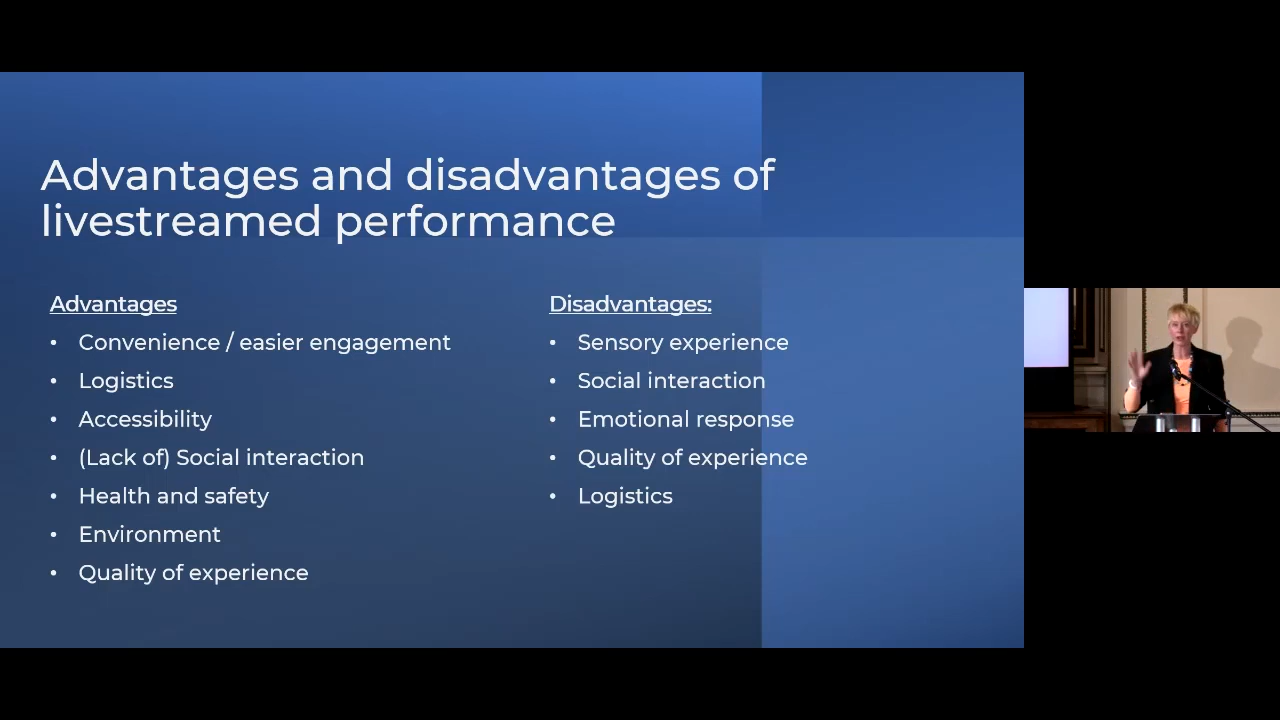 Advantages and disadvantages of
livestreamed performance
Advantages
• Convenience / easier engagement
• Logistics
• Accessibility
• (Lack of) Social interaction
• Health and safety
• Environment
• Quality of experience
Disadvantages:
• Sensory experience
• Social interaction
• Emotional response
• Quality of experience
• Logistics